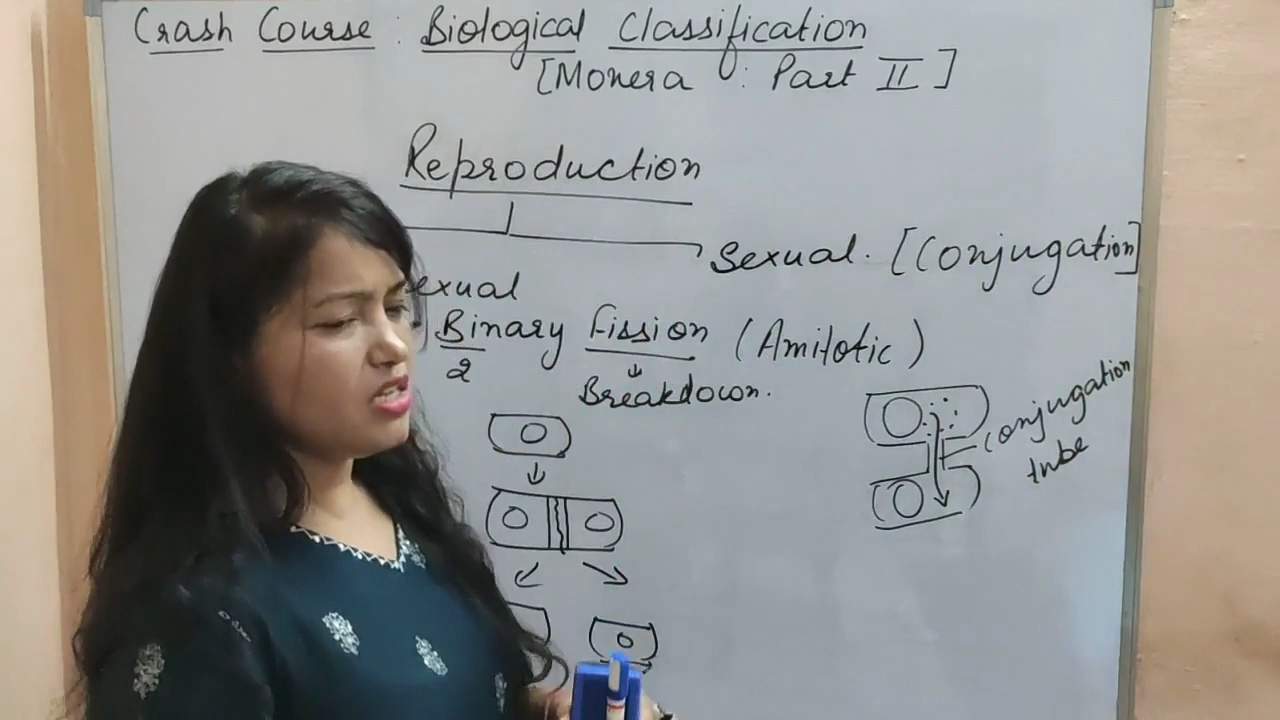 Crash Course : Biological Classification
[Monera : Part II]
Reproduction
Sexual. [Conjugation]
exual
Binary Fission (Amitotic)
2
Breakdown.
Conjugation
tube